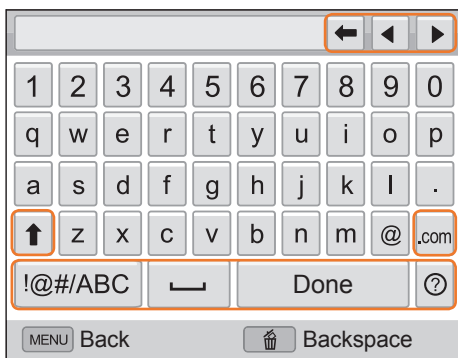 1 2 3 4 5 6 7 8 9 0
q w e r t y u i o p
a s d f g h j k l .
z x c v b n m @ .com
!@#/ABC Done ?
MENU Back Backspace